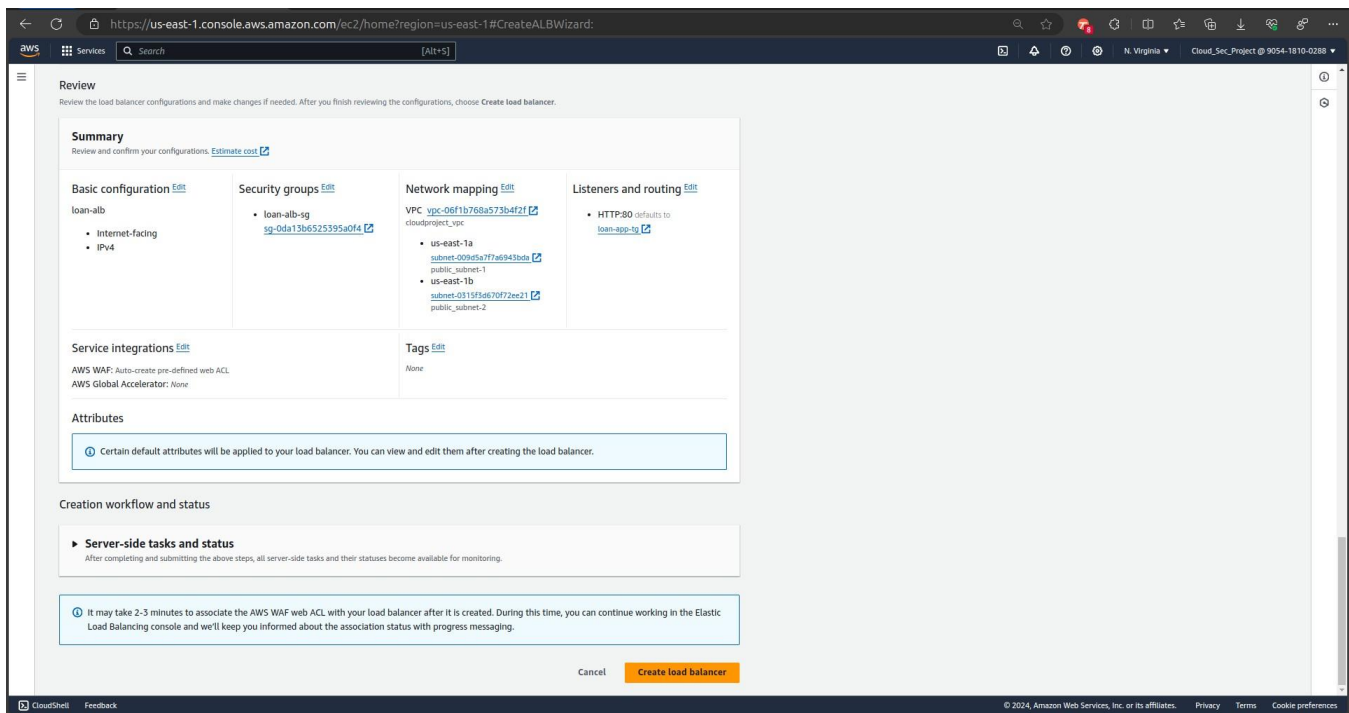 https://us-east-1.console.aws.amazon.com/ec2/home?region=us-east-1#CreateALBWizard:
8
aws
Services
Search
[Alt+S]
N. Virginia
Cloud_Sec_Project @ 9054-1810-0288
Review
Review the load balancer configurations and make changes if needed. After you finish reviewing the configurations, choose Create load balancer.
Summary
Review and confirm your configurations. Estimate cost
Basic configuration Edit
loan-alb
• Internet-facing
• IPv4
Security groups Edit
• loan-alb-sg
sg-0da13b6525395a0f4
Network mapping Edit
VPC vpc-06f1b768a573b4f2f
cloudproject_vpc
• us-east-1a
subnet-009d5a7f7a6943bda
public_subnet-1
• us-east-1b
subnet-0315f3d670f72ee21
public_subnet-2
Listeners and routing Edit
• HTTP:80 defaults to
loan-app-tg
Service integrations Edit
AWS WAF: Auto-create pre-defined web ACL
AWS Global Accelerator: None
Tags Edit
None
Attributes
Certain default attributes will be applied to your load balancer. You can view and edit them after creating the load balancer.
Creation workflow and status
Server-side tasks and status
After completing and submitting the above steps, all server-side tasks and their statuses become available for monitoring.
It may take 2-3 minutes to associate the AWS WAF web ACL with your load balancer after it is created. During this time, you can continue working in the Elastic
Load Balancing console and we'll keep you informed about the association status with progress messaging.
Cancel
Create load balancer
CloudShell
Feedback
© 2024, Amazon Web Services, Inc. or its affiliates.
Privacy
Terms
Cookie preferences